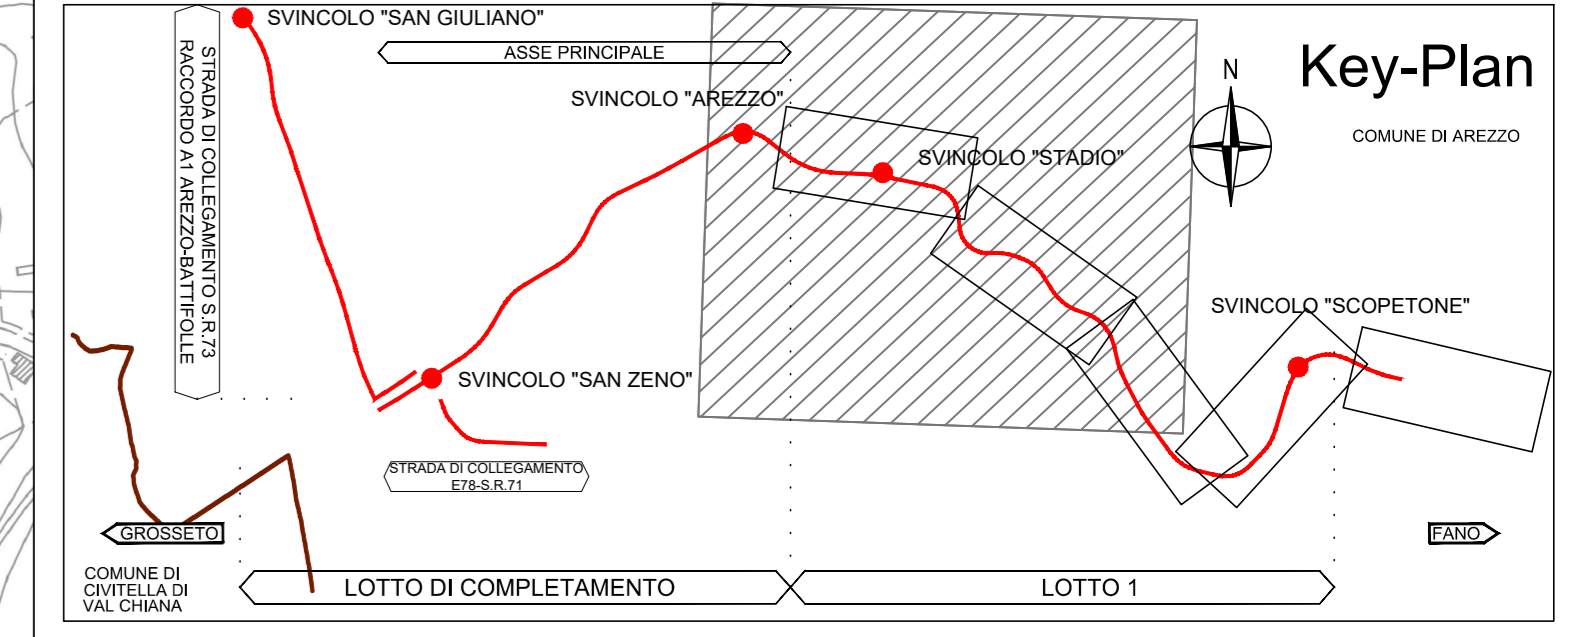 SVINCOLO "SAN GIULIANO"
ASSE PRINCIPALE
Key-Plan
N
COMUNE DI AREZZO
STRADA DI COLLEGAMENTO S.R.73
RACCORDO A1 AREZZO-BATTIFOLLE
SVINCOLO "AREZZO"
SVINCOLO "STADIO"
SVINCOLO "SCOPETONE"
SVINCOLO "SAN ZENO"
STRADA DI COLLEGAMENTO
E78-S.R.71
GROSSETO
FANO
COMUNE DI
CIVITELLA DI
VAL CHIANA
LOTTO DI COMPLETAMENTO
LOTTO 1